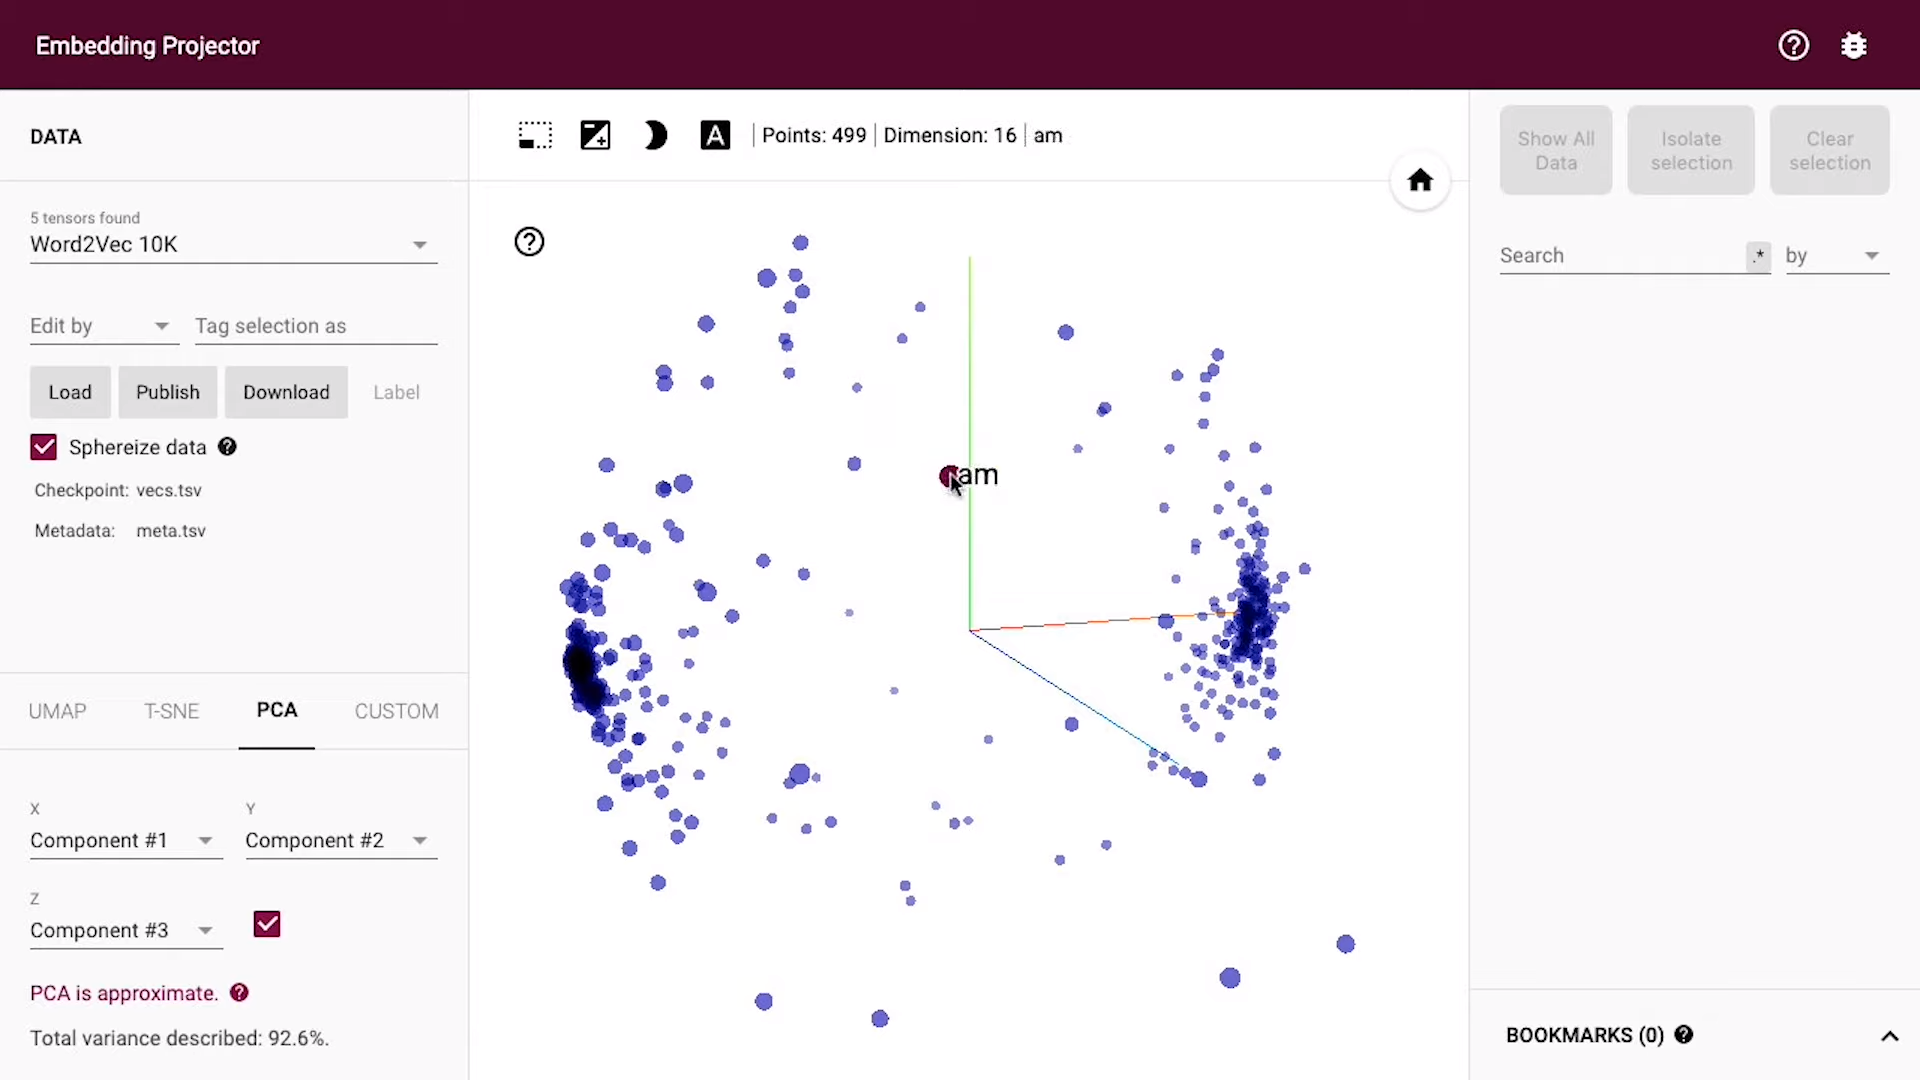 Embedding Projector
DATA
A
Points: 499 Dimension: 16 am
5 tensors found
Word2Vec 10K
Edit by Tag selection as
Load Publish Download Label
Sphereize data
Checkpoint: vecs.tsv
Metadata: meta.tsv
UMAP T-SNE PCA CUSTOM
X Y
Component #1 Component #2
Z
Component #3
PCA is approximate.
Total variance described: 92.6%.
am
Show All Data
Isolate selection
Clear selection
Search .* by
BOOKMARKS (0)